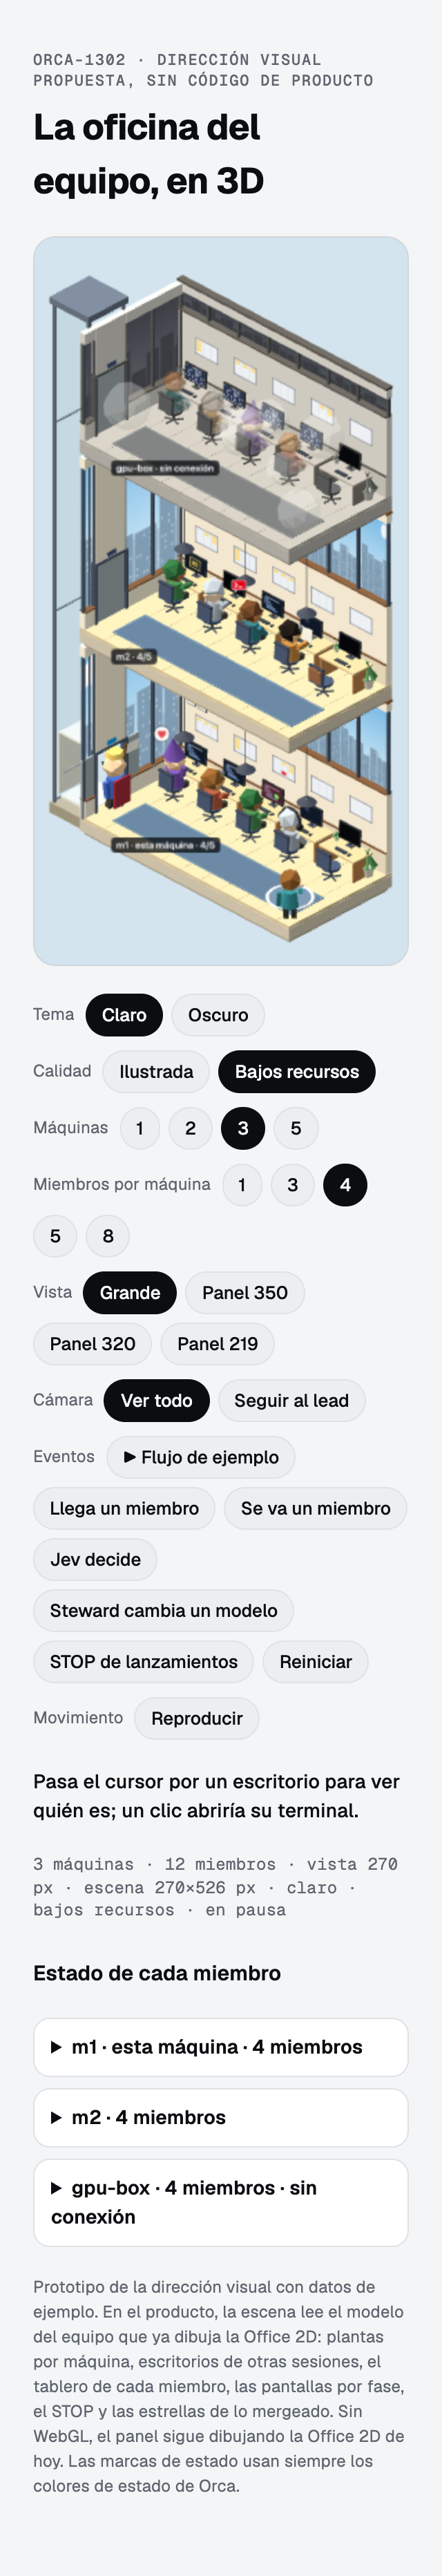 ORCA-1302 · DIRECCIÓN VISUAL
PROPUESTA, SIN CÓDIGO DE PRODUCTO
La oficina del
equipo, en 3D
gpu-box · sin conexión
m2 · 4/5
m1 · esta máquina · 4/5
Tema Claro Oscuro
Calidad Ilustrada Bajos recursos
Máquinas 1 2 3 5
Miembros por máquina 1 3 4
5 8
Vista Grande Panel 350
Panel 320 Panel 219
Cámara Ver todo Seguir al lead
Eventos ▶ Flujo de ejemplo
Llega un miembro Se va un miembro
Jev decide
Steward cambia un modelo
STOP de lanzamientos Reiniciar
Movimiento Reproducir
Pasa el cursor por un escritorio para ver
quién es; un clic abriría su terminal.
3 máquinas · 12 miembros · vista 270
px · escena 270×526 px · claro ·
bajos recursos · en pausa
Estado de cada miembro
▶ m1 · esta máquina · 4 miembros
▶ m2 · 4 miembros
▶ gpu-box · 4 miembros · sin
conexión
Prototipo de la dirección visual con datos de
ejemplo. En el producto, la escena lee el modelo
del equipo que ya dibuja la Office 2D: plantas
por máquina, escritorios de otras sesiones, el
tablero de cada miembro, las pantallas por fase,
el STOP y las estrellas de lo mergeado. Sin
WebGL, el panel sigue dibujando la Office 2D de
hoy. Las marcas de estado usan siempre los
colores de estado de Orca.